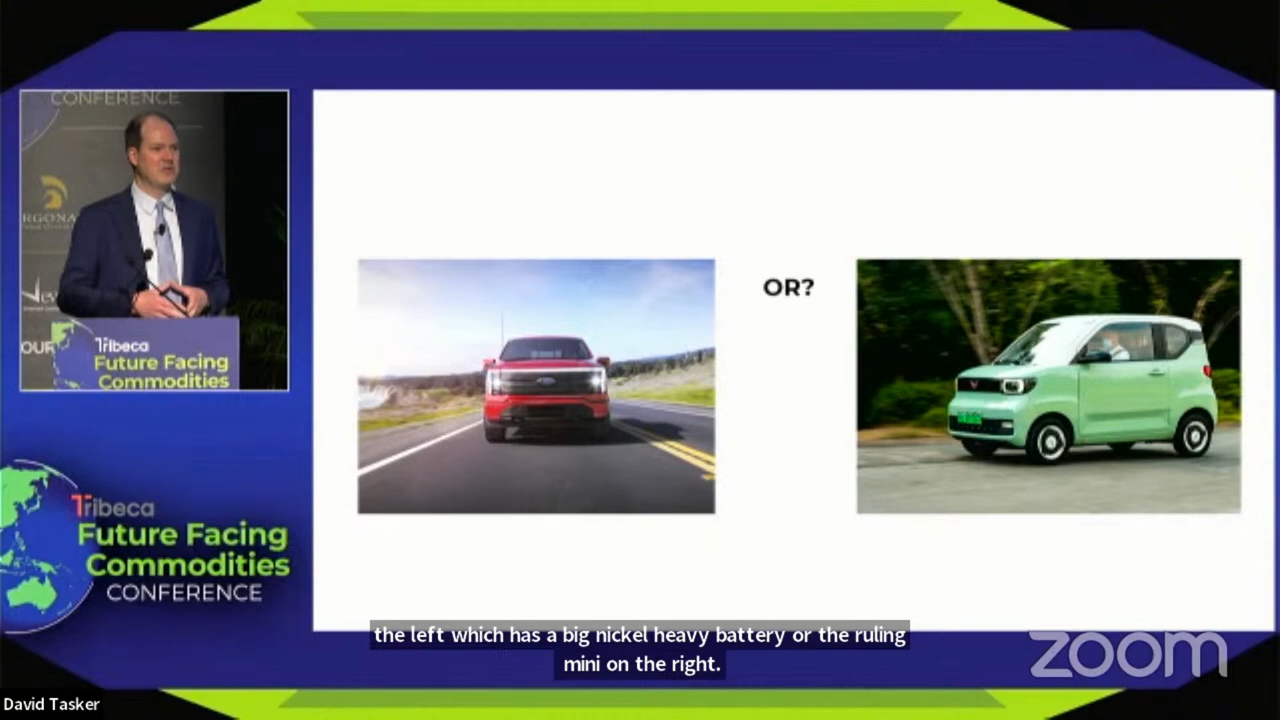 CONFERENCE
RGONA
OUR
Tribeca
Future Facing
Commodities
Tribeca
Future Facing
Commodities
CONFERENCE
OR?
the left which has a big nickel heavy battery or the ruling
mini on the right.
zoom
David Tasker